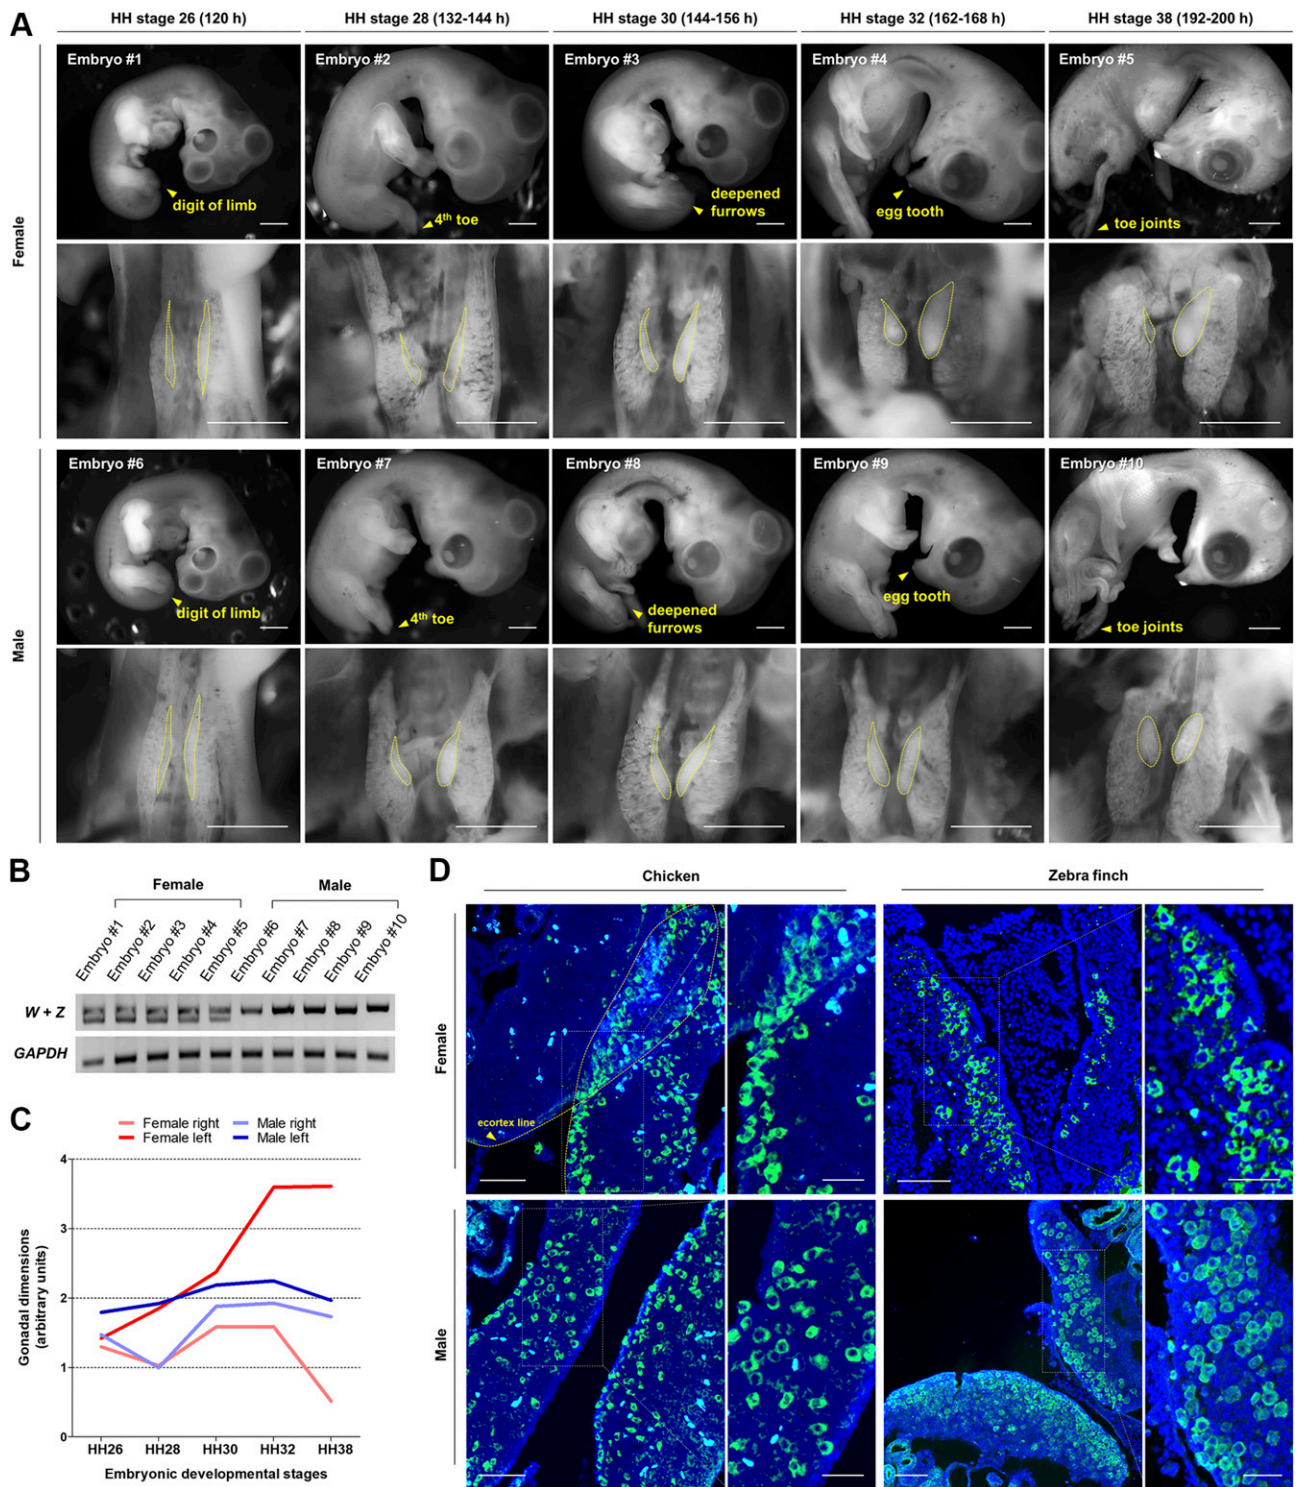 A
HH stage 26 (120 h)
HH stage 28 (132-144 h)
HH stage 30 (144-156 h)
HH stage 32 (162-168 h)
HH stage 38 (192-200 h)
Female
Embryo #1
digit of limb
Embryo #2
4th toe
Embryo #3
deepened
furrows
Embryo #4
egg tooth
Embryo #5
toe joints
Male
Embryo #6
digit of limb
Embryo #7
4th toe
Embryo #8
deepened
furrows
Embryo #9
egg tooth
Embryo #10
toe joints
B
Female
Male
Embryo #1
Embryo #2
Embryo #3
Embryo #4
Embryo #5
Embryo #6
Embryo #7
Embryo #8
Embryo #9
Embryo #10
W + Z
GAPDH
C
Female right
Male right
Female left
Male left
Gonadal dimensions
(arbitrary units)
4
3
2
1
0
HH26
HH28
HH30
HH32
HH38
Embryonic developmental stages
D
Chicken
Zebra finch
Female
ecortex line
Male